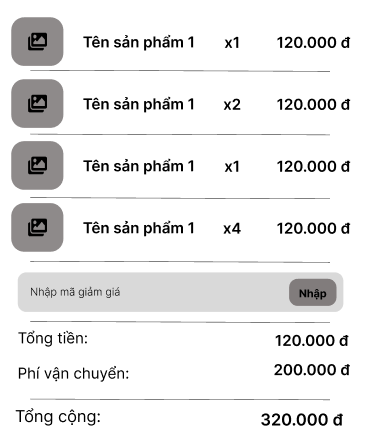 Tên sản phẩm 1 x1 120.000 đ
Tên sản phẩm 1 x2 120.000 đ
Tên sản phẩm 1 x1 120.000 đ
Tên sản phẩm 1 x4 120.000 đ
Nhập mã giảm giá Nhập
Tổng tiền: 120.000 đ
Phí vận chuyển: 200.000 đ
Tổng cộng: 320.000 đ